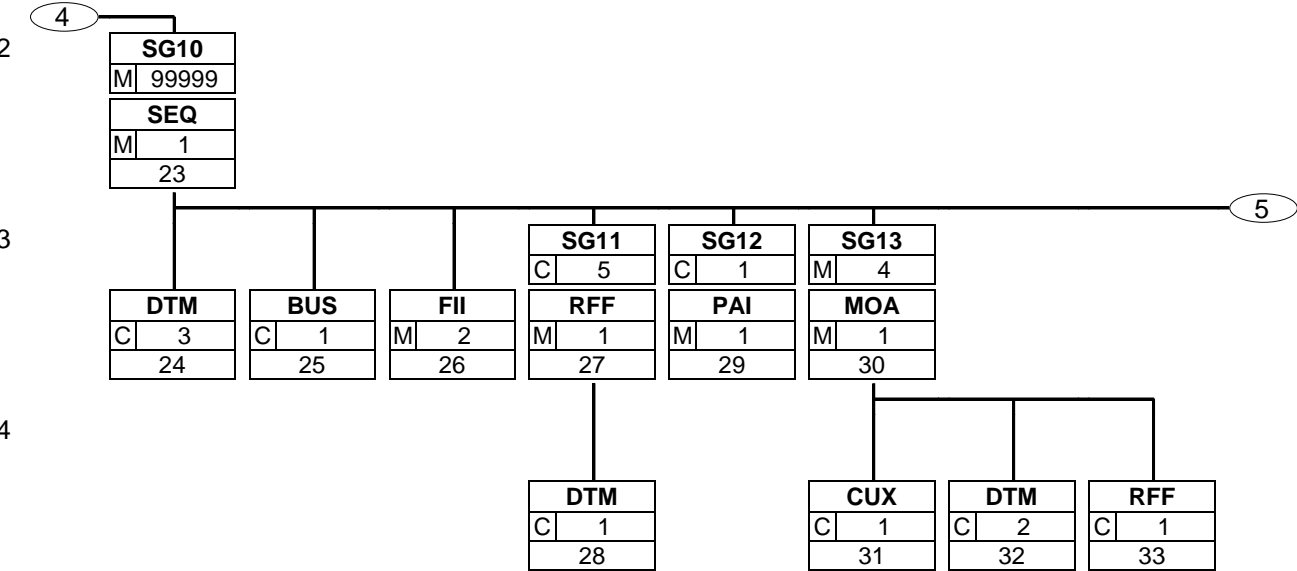 4
2
SG10
M 99999
SEQ
M 1
23
5
3
SG11 SG12 SG13
C 5 C 1 M 4
DTM BUS FII RFF PAI MOA
C 3 C 1 M 2 M 1 M 1 M 1
24 25 26 27 29 30
4
DTM CUX DTM RFF
C 1 C 1 C 2 C 1
28 31 32 33